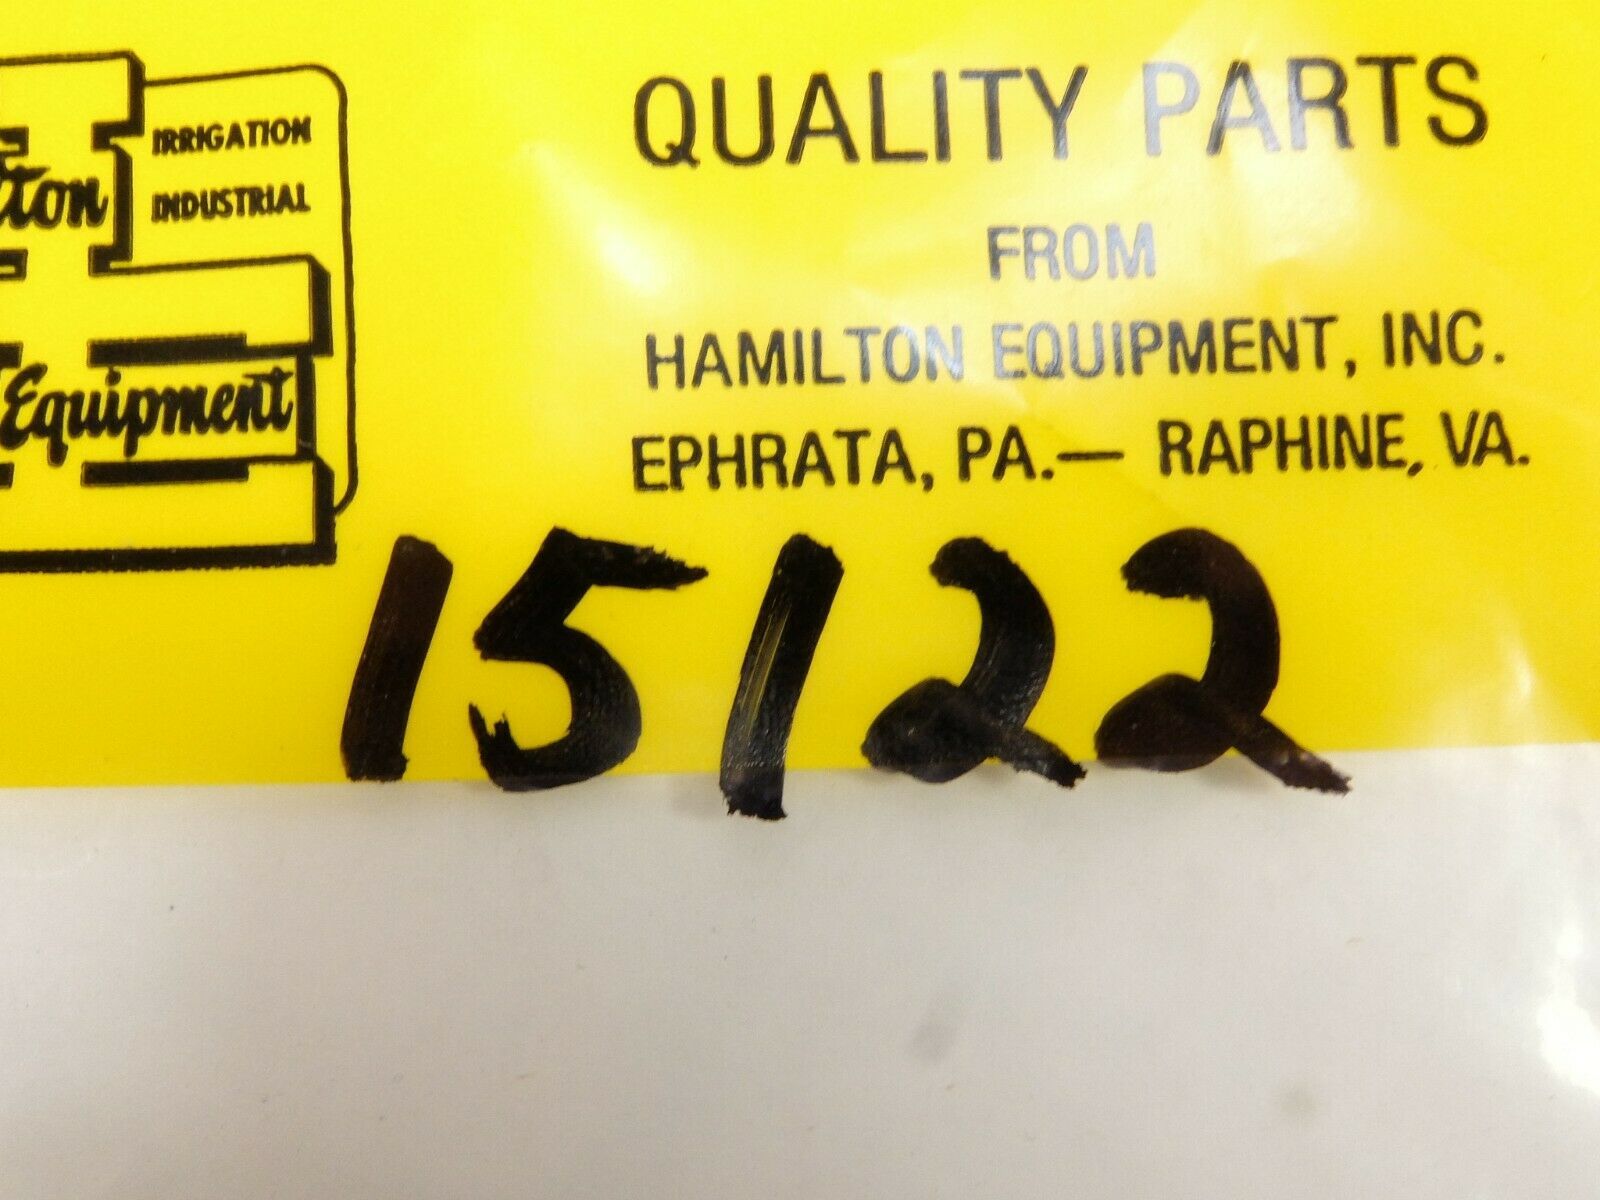 IRRIGATION
INDUSTRIAL
Equipment
QUALITY PARTS
FROM
HAMILTON EQUIPMENT, INC.
EPHRATA, PA.— RAPHINE, VA.
15122